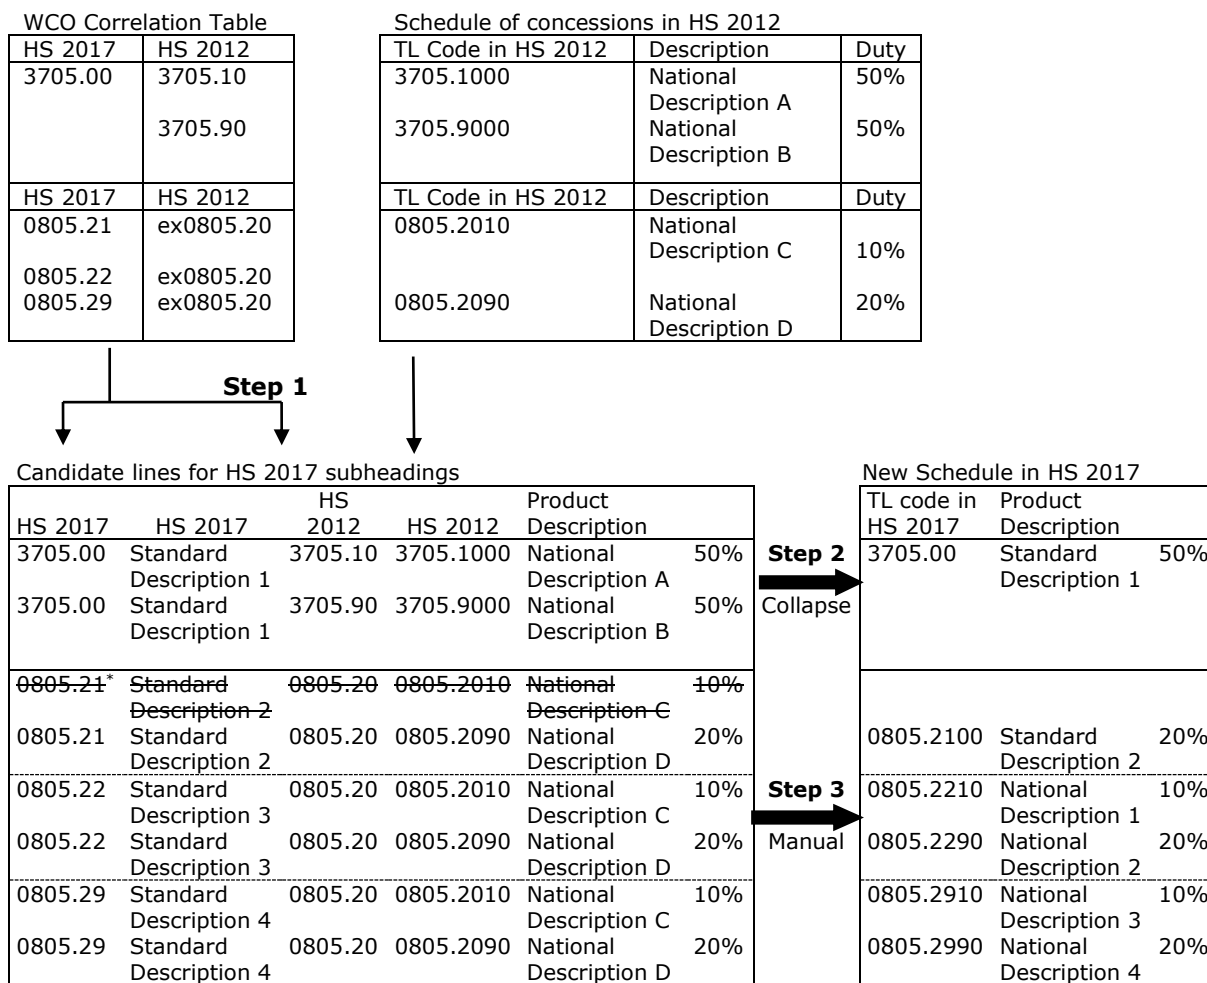 WCO Correlation Table
HS 2017 HS 2012
3705.00 3705.10
3705.90
HS 2017 HS 2012
0805.21 ex0805.20
0805.22 ex0805.20
0805.29 ex0805.20
Schedule of concessions in HS 2012
TL Code in HS 2012 Description Duty
3705.1000 National 50%
Description A
3705.9000 National 50%
Description B
TL Code in HS 2012 Description Duty
0805.2010 National
Description C 10%
0805.2090 National 20%
Description D
Step 1
Candidate lines for HS 2017 subheadings
HS Product
HS 2017 HS 2017 2012 HS 2012 Description
3705.00 Standard 3705.10 3705.1000 National 50%
Description 1 Description A
3705.00 Standard 3705.90 3705.9000 National 50%
Description 1 Description B
0805.21* Standard 0805.20 0805.2010 National 10%
Description 2 Description C
0805.21 Standard 0805.20 0805.2090 National 20%
Description 2 Description D
0805.22 Standard 0805.20 0805.2010 National 10%
Description 3 Description C
0805.22 Standard 0805.20 0805.2090 National 20%
Description 3 Description D
0805.29 Standard 0805.20 0805.2010 National 10%
Description 4 Description C
0805.29 Standard 0805.20 0805.2090 National 20%
Description 4 Description D
Step 2
Collapse
Step 3
Manual
New Schedule in HS 2017
TL code in Product
HS 2017 Description
3705.00 Standard 50%
Description 1
0805.2100 Standard 20%
Description 2
0805.2210 National 10%
Description 1
0805.2290 National 20%
Description 2
0805.2910 National 10%
Description 3
0805.2990 National 20%
Description 4